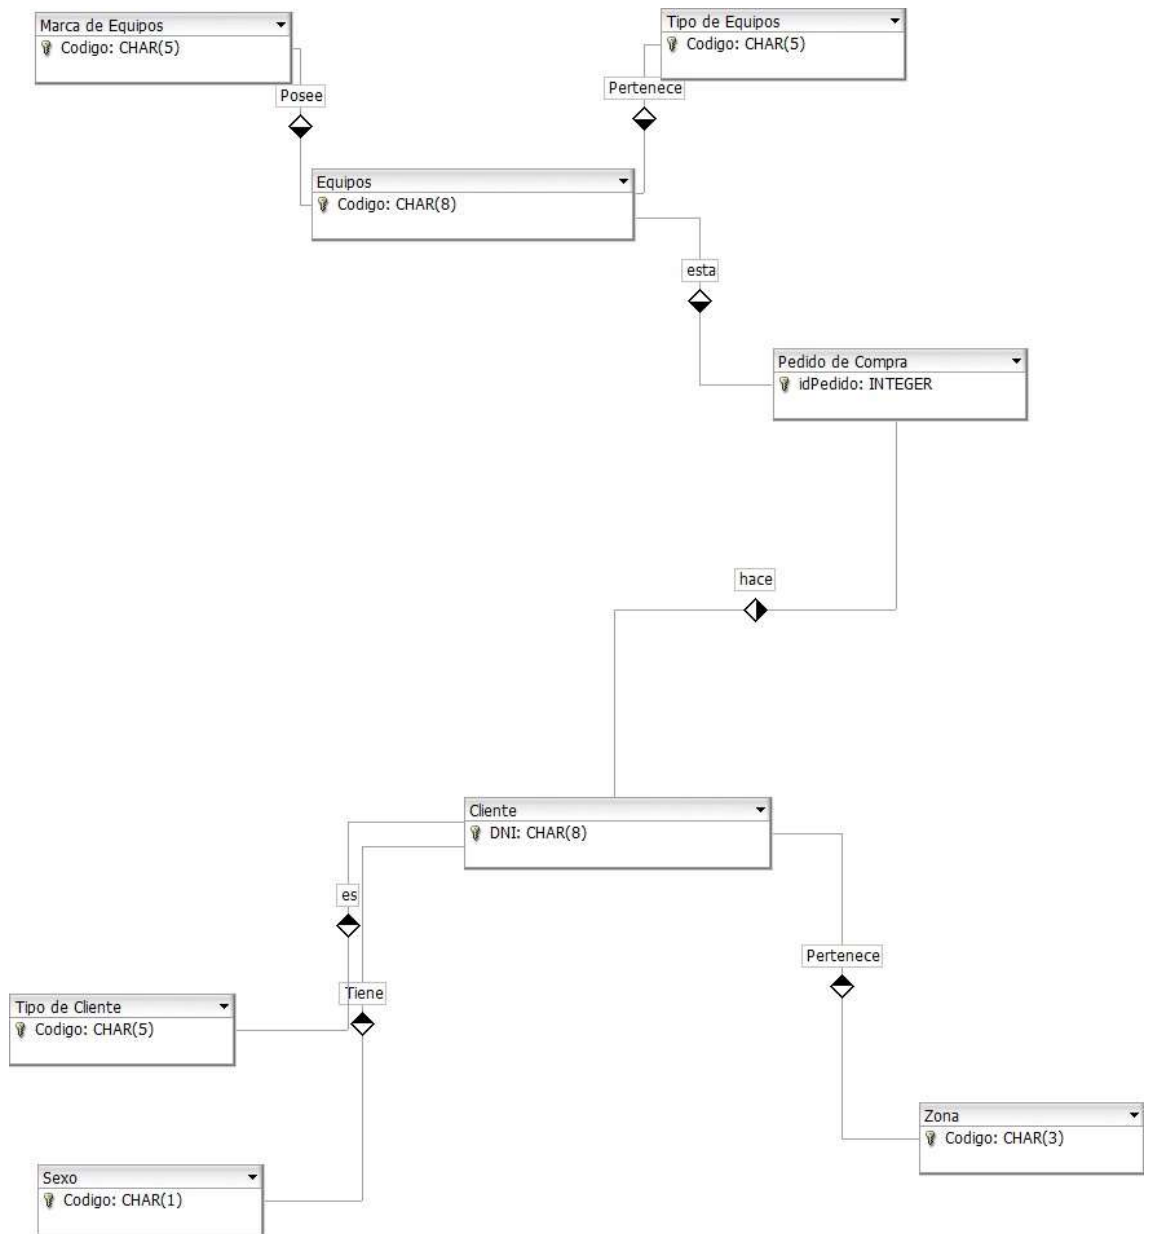 Marca de Equipos
Codigo: CHAR(5)
Tipo de Equipos
Codigo: CHAR(5)
Posee
Pertenece
Equipos
Codigo: CHAR(8)
esta
Pedido de Compra
idPedido: INTEGER
hace
Cliente
DNI: CHAR(8)
es
Pertenece
Tiene
Tipo de Cliente
Codigo: CHAR(5)
Zona
Codigo: CHAR(3)
Sexo
Codigo: CHAR(1)